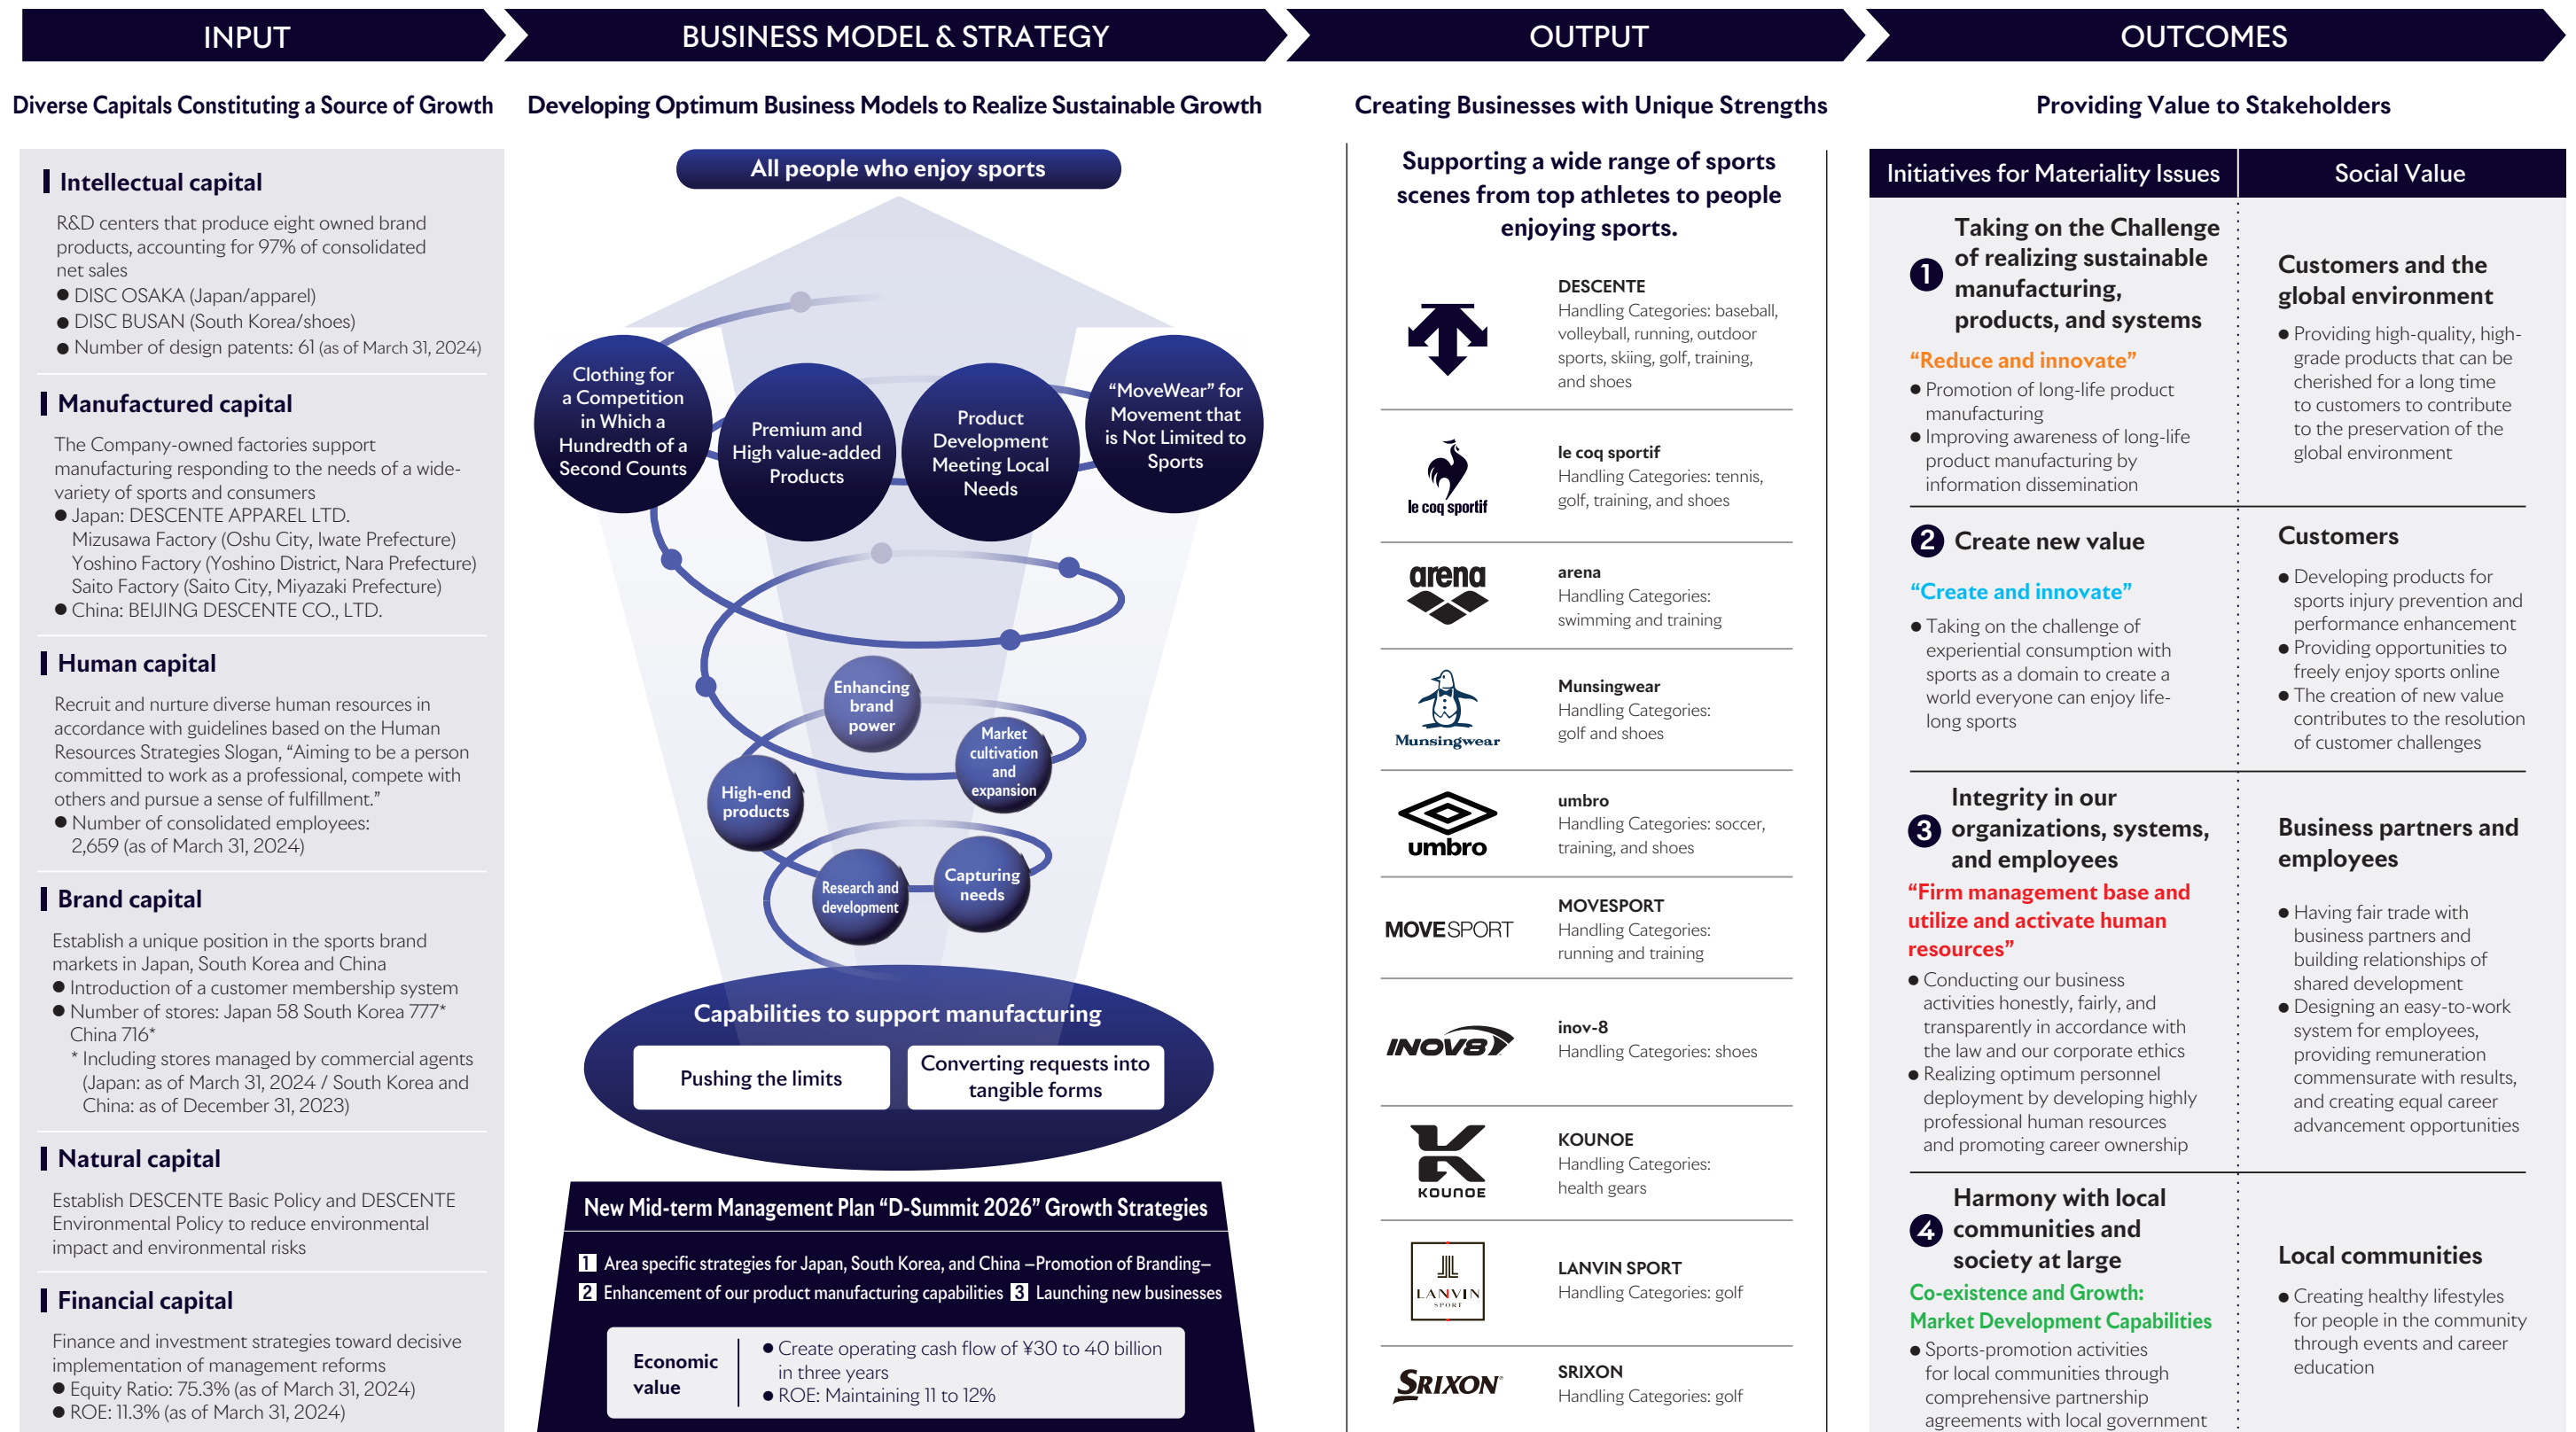 INPUT
BUSINESS MODEL & STRATEGY
OUTPUT
OUTCOMES
Diverse Capitals Constituting a Source of Growth
Developing Optimum Business Models to Realize Sustainable Growth
Creating Businesses with Unique Strengths
Providing Value to Stakeholders
Intellectual capital
R&D centers that produce eight owned brand
products, accounting for 97% of consolidated
net sales
● DISC OSAKA (Japan/apparel)
● DISC BUSAN (South Korea/shoes)
● Number of design patents: 61 (as of March 31, 2024)
Manufactured capital
The Company-owned factories support
manufacturing responding to the needs of a wide-
variety of sports and consumers
● Japan: DESCENTE APPAREL LTD.
Mizusawa Factory (Oshu City, Iwate Prefecture)
Yoshino Factory (Yoshino District, Nara Prefecture)
Saito Factory (Saito City, Miyazaki Prefecture)
● China: BEIJING DESCENTE CO., LTD.
Human capital
Recruit and nurture diverse human resources in
accordance with guidelines based on the Human
Resources Strategies Slogan, “Aiming to be a person
committed to work as a professional, compete with
others and pursue a sense of fulfillment.”
● Number of consolidated employees:
2,659 (as of March 31, 2024)
Brand capital
Establish a unique position in the sports brand
markets in Japan, South Korea and China
● Introduction of a customer membership system
● Number of stores: Japan 58 South Korea 777*
China 716*
* Including stores managed by commercial agents
(Japan: as of March 31, 2024 / South Korea and
China: as of December 31, 2023)
Natural capital
Establish DESCENTE Basic Policy and DESCENTE
Environmental Policy to reduce environmental
impact and environmental risks
Financial capital
Finance and investment strategies toward decisive
implementation of management reforms
● Equity Ratio: 75.3% (as of March 31, 2024)
● ROE: 11.3% (as of March 31, 2024)
All people who enjoy sports
Clothing for
a Competition
in Which a
Hundredth of a
Second Counts
Premium and
High value-added
Products
Product
Development
Meeting Local
Needs
“MoveWear” for
Movement that
is Not Limited to
Sports
Enhancing
brand
power
Market
cultivation
and
expansion
High-end
products
Research and
development
Capturing
needs
Capabilities to support manufacturing
Pushing the limits
Converting requests into
tangible forms
New Mid-term Management Plan “D-Summit 2026” Growth Strategies
1 Area specific strategies for Japan, South Korea, and China –Promotion of Branding–
2 Enhancement of our product manufacturing capabilities 3 Launching new businesses
Economic
value
● Create operating cash flow of ¥30 to 40 billion
in three years
● ROE: Maintaining 11 to 12%
Supporting a wide range of sports
scenes from top athletes to people
enjoying sports.
DESCENTE
Handling Categories: baseball,
volleyball, running, outdoor
sports, skiing, golf, training,
and shoes
le coq sportif
le coq sportif
Handling Categories: tennis,
golf, training, and shoes
arena
arena
Handling Categories:
swimming and training
Munsingwear
Munsingwear
Handling Categories:
golf and shoes
umbro
umbro
Handling Categories: soccer,
training, and shoes
MOVESPORT
MOVESPORT
Handling Categories:
running and training
INOV8
inov-8
Handling Categories: shoes
KOUNOE
KOUNOE
Handling Categories:
health gears
LANVIN
SPORT
LANVIN SPORT
Handling Categories: golf
SRIXON
SRIXON
Handling Categories: golf
Initiatives for Materiality Issues
Social Value
1
Taking on the Challenge
of realizing sustainable
manufacturing,
products, and systems
“Reduce and innovate”
● Promotion of long-life product
manufacturing
● Improving awareness of long-life
product manufacturing by
information dissemination
Customers and the
global environment
● Providing high-quality, high-
grade products that can be
cherished for a long time
to customers to contribute
to the preservation of the
global environment
2 Create new value
“Create and innovate”
● Taking on the challenge of
experiential consumption with
sports as a domain to create a
world everyone can enjoy life-
long sports
Customers
● Developing products for
sports injury prevention and
performance enhancement
● Providing opportunities to
freely enjoy sports online
● The creation of new value
contributes to the resolution
of customer challenges
3
Integrity in our
organizations, systems,
and employees
“Firm management base and
utilize and activate human
resources”
● Conducting our business
activities honestly, fairly, and
transparently in accordance with
the law and our corporate ethics
● Realizing optimum personnel
deployment by developing highly
professional human resources
and promoting career ownership
Business partners and
employees
● Having fair trade with
business partners and
building relationships of
shared development
● Designing an easy-to-work
system for employees,
providing remuneration
commensurate with results,
and creating equal career
advancement opportunities
4
Harmony with local
communities and
society at large
Co-existence and Growth:
Market Development Capabilities
● Sports-promotion activities
for local communities through
comprehensive partnership
agreements with local government
Local communities
● Creating healthy lifestyles
for people in the community
through events and career
education